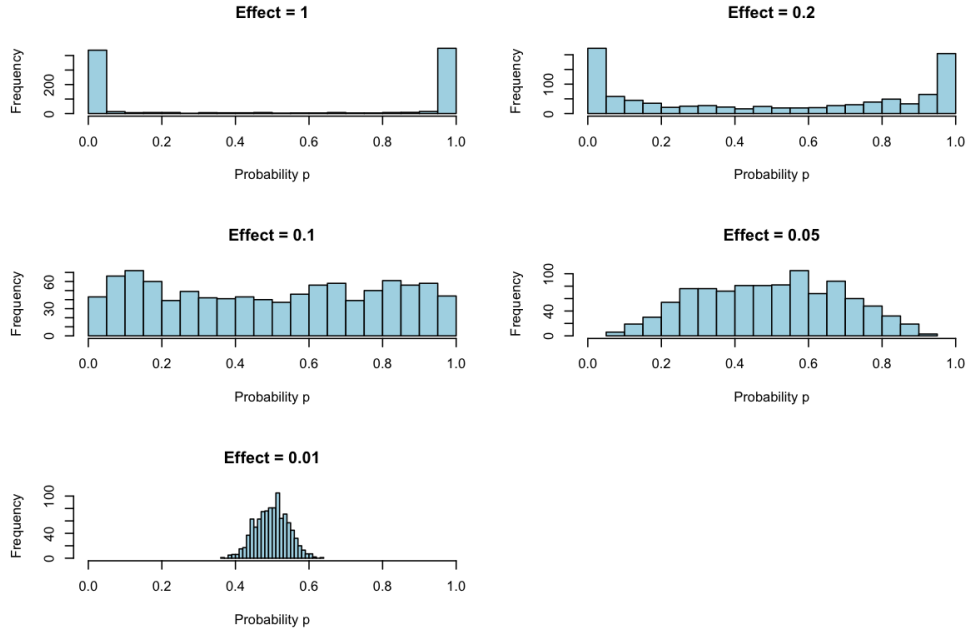 Effect = 1
Frequency
0 200
0.0 0.2 0.4 0.6 0.8 1.0
Probability p
Effect = 0.2
Frequency
0 100
0.0 0.2 0.4 0.6 0.8 1.0
Probability p
Effect = 0.1
Frequency
0 30 60
0.0 0.2 0.4 0.6 0.8 1.0
Probability p
Effect = 0.05
Frequency
0 40 100
0.0 0.2 0.4 0.6 0.8 1.0
Probability p
Effect = 0.01
Frequency
0 40 100
0.0 0.2 0.4 0.6 0.8 1.0
Probability p